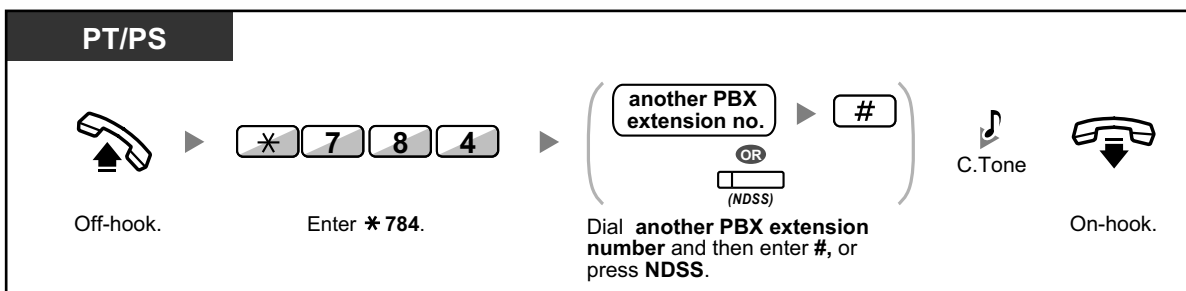 PT/PS
another PBX
extension no.
#
OR
(NDSS)
* 7 8 4
C.Tone
Off-hook.
Enter * 784.
Dial another PBX extension
number and then enter #, or
press NDSS.
On-hook.